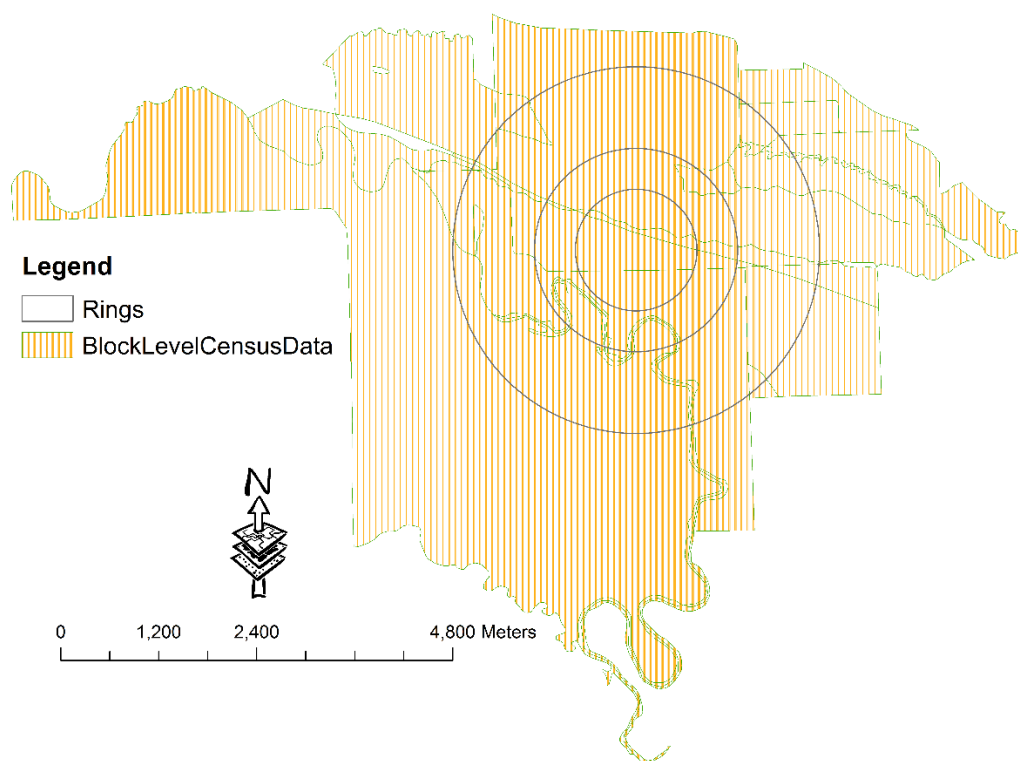 Legend
Rings
BlockLevelCensusData
N
0 1,200 2,400 4,800 Meters